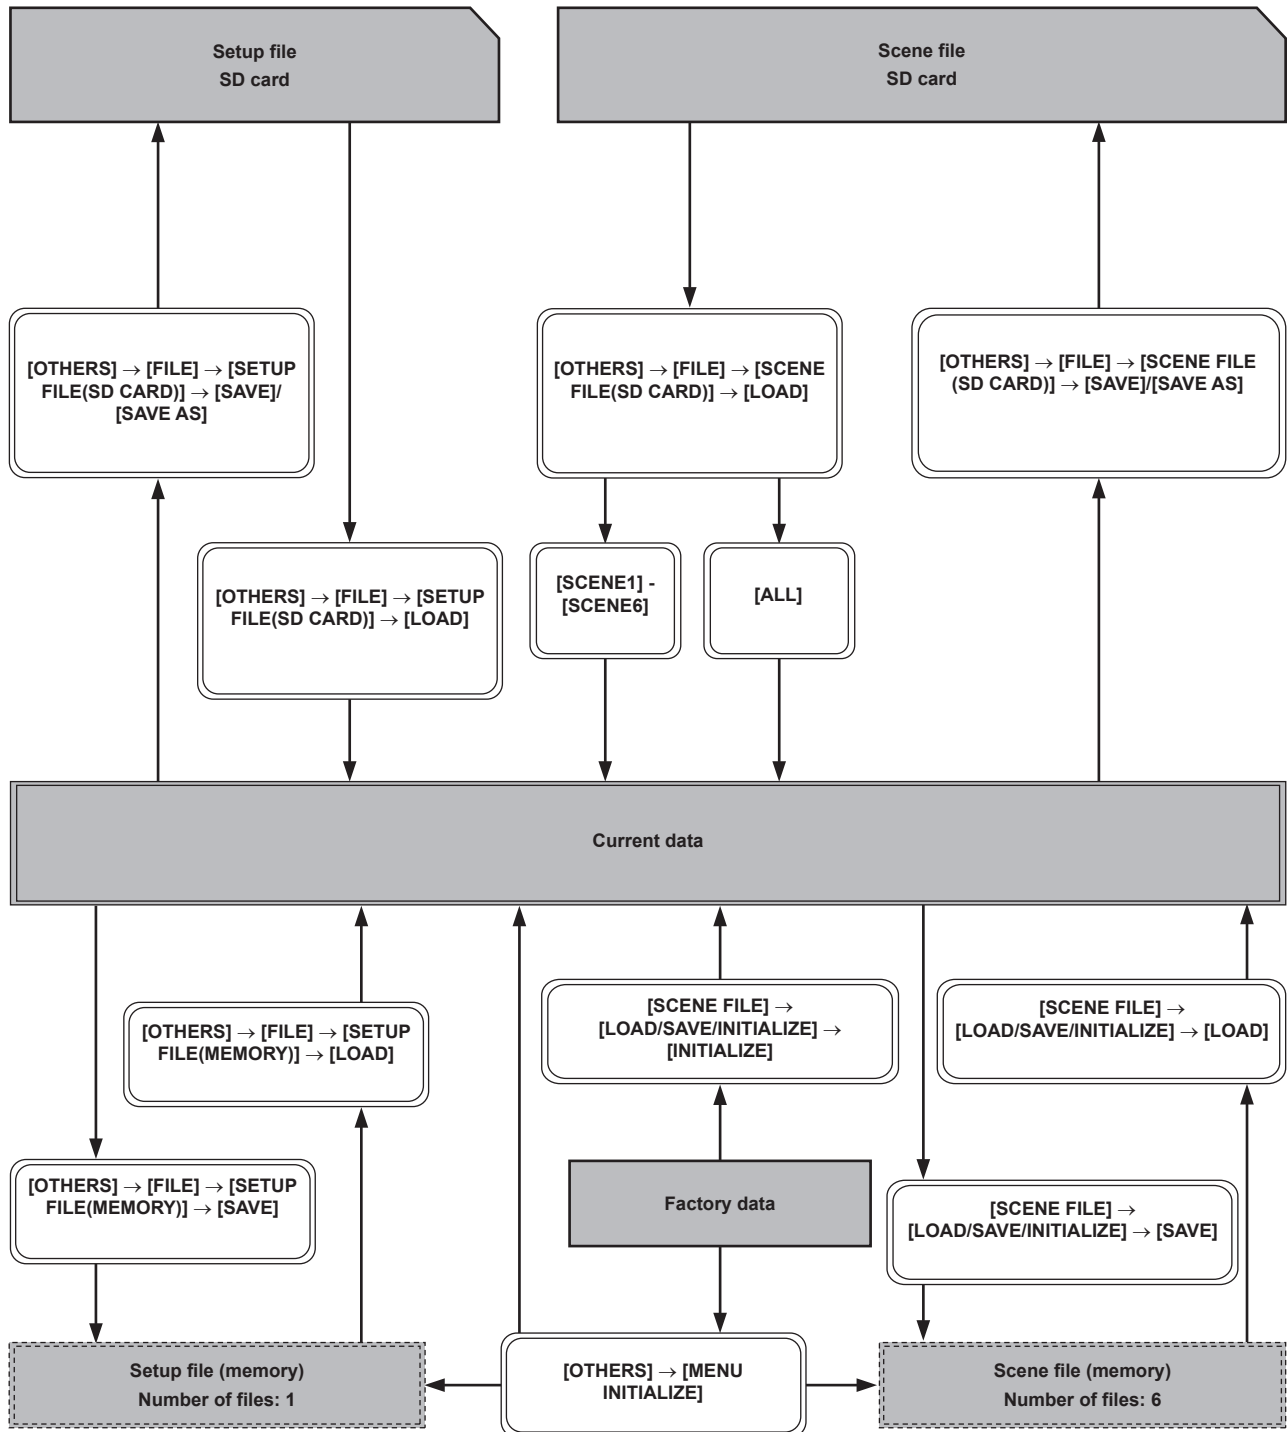 Setup file
SD card
Scene file
SD card
[OTHERS] → [FILE] → [SETUP
FILE(SD CARD)] → [SAVE]/
[SAVE AS]
[OTHERS] → [FILE] → [SCENE
FILE(SD CARD)] → [LOAD]
[OTHERS] → [FILE] → [SCENE FILE
(SD CARD)] → [SAVE]/[SAVE AS]
[OTHERS] → [FILE] → [SETUP
FILE(SD CARD)] → [LOAD]
[SCENE1] -
[SCENE6]
[ALL]
Current data
[OTHERS] → [FILE] → [SETUP
FILE(MEMORY)] → [LOAD]
[SCENE FILE] →
[LOAD/SAVE/INITIALIZE] →
[INITIALIZE]
[SCENE FILE] →
[LOAD/SAVE/INITIALIZE] → [LOAD]
[OTHERS] → [FILE] → [SETUP
FILE(MEMORY)] → [SAVE]
Factory data
[SCENE FILE] →
[LOAD/SAVE/INITIALIZE] → [SAVE]
Setup file (memory)
Number of files: 1
[OTHERS] → [MENU
INITIALIZE]
Scene file (memory)
Number of files: 6